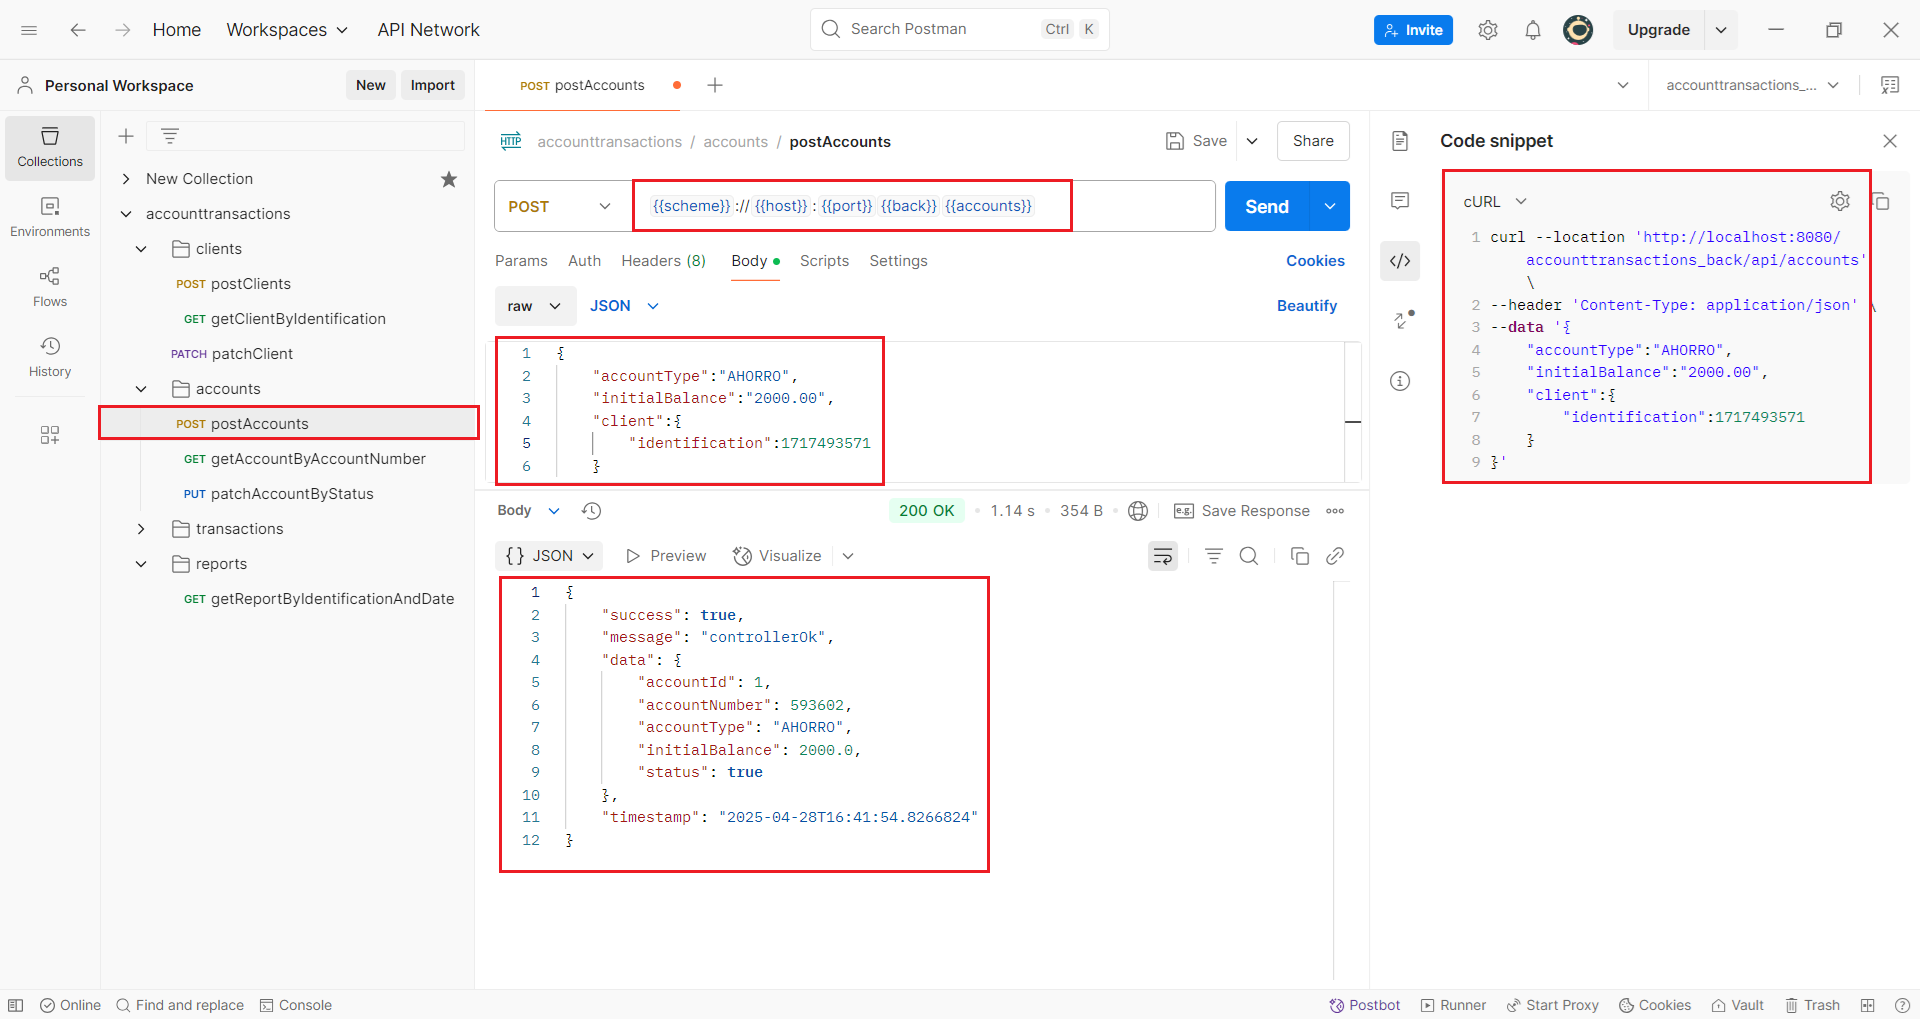 Home
Workspaces
API Network
Search Postman
Ctrl K
Invite
Upgrade
Personal Workspace
New
Import
POST postAccounts
accounttransactions_...
Collections
Environments
Flows
History
New Collection
accounttransactions
clients
POST postClients
GET getClientByIdentification
PATCH patchClient
accounts
POST postAccounts
GET getAccountByAccountNumber
PUT patchAccountByStatus
transactions
reports
GET getReportByIdentificationAndDate
HTTP accounttransactions / accounts / postAccounts
Save
Share
POST
{{scheme}}://{{host}}:{{port}}{{back}}{{accounts}}
Send
Params Auth Headers (8) Body Scripts Settings
Cookies
raw JSON
Beautify
1 {
2 "accountType":"AHORRO",
3 "initialBalance":"2000.00",
4 "client":{
5 "identification":1717493571
6 }
Body
200 OK
1.14 s
354 B
e.g. Save Response
{} JSON
Preview
Visualize
1 {
2 "success": true,
3 "message": "controllerOk",
4 "data": {
5 "accountId": 1,
6 "accountNumber": 593602,
7 "accountType": "AHORRO",
8 "initialBalance": 2000.0,
9 "status": true
10 },
11 "timestamp": "2025-04-28T16:41:54.8266824"
12 }
Code snippet
cURL
1 curl --location 'http://localhost:8080/
accounttransactions_back/api/accounts'
\
2 --header 'Content-Type: application/json' \
3 --data '{
4 "accountType":"AHORRO",
5 "initialBalance":"2000.00",
6 "client":{
7 "identification":1717493571
8 }
9 }'
Online
Find and replace
Console
Postbot
Runner
Start Proxy
Cookies
Vault
Trash